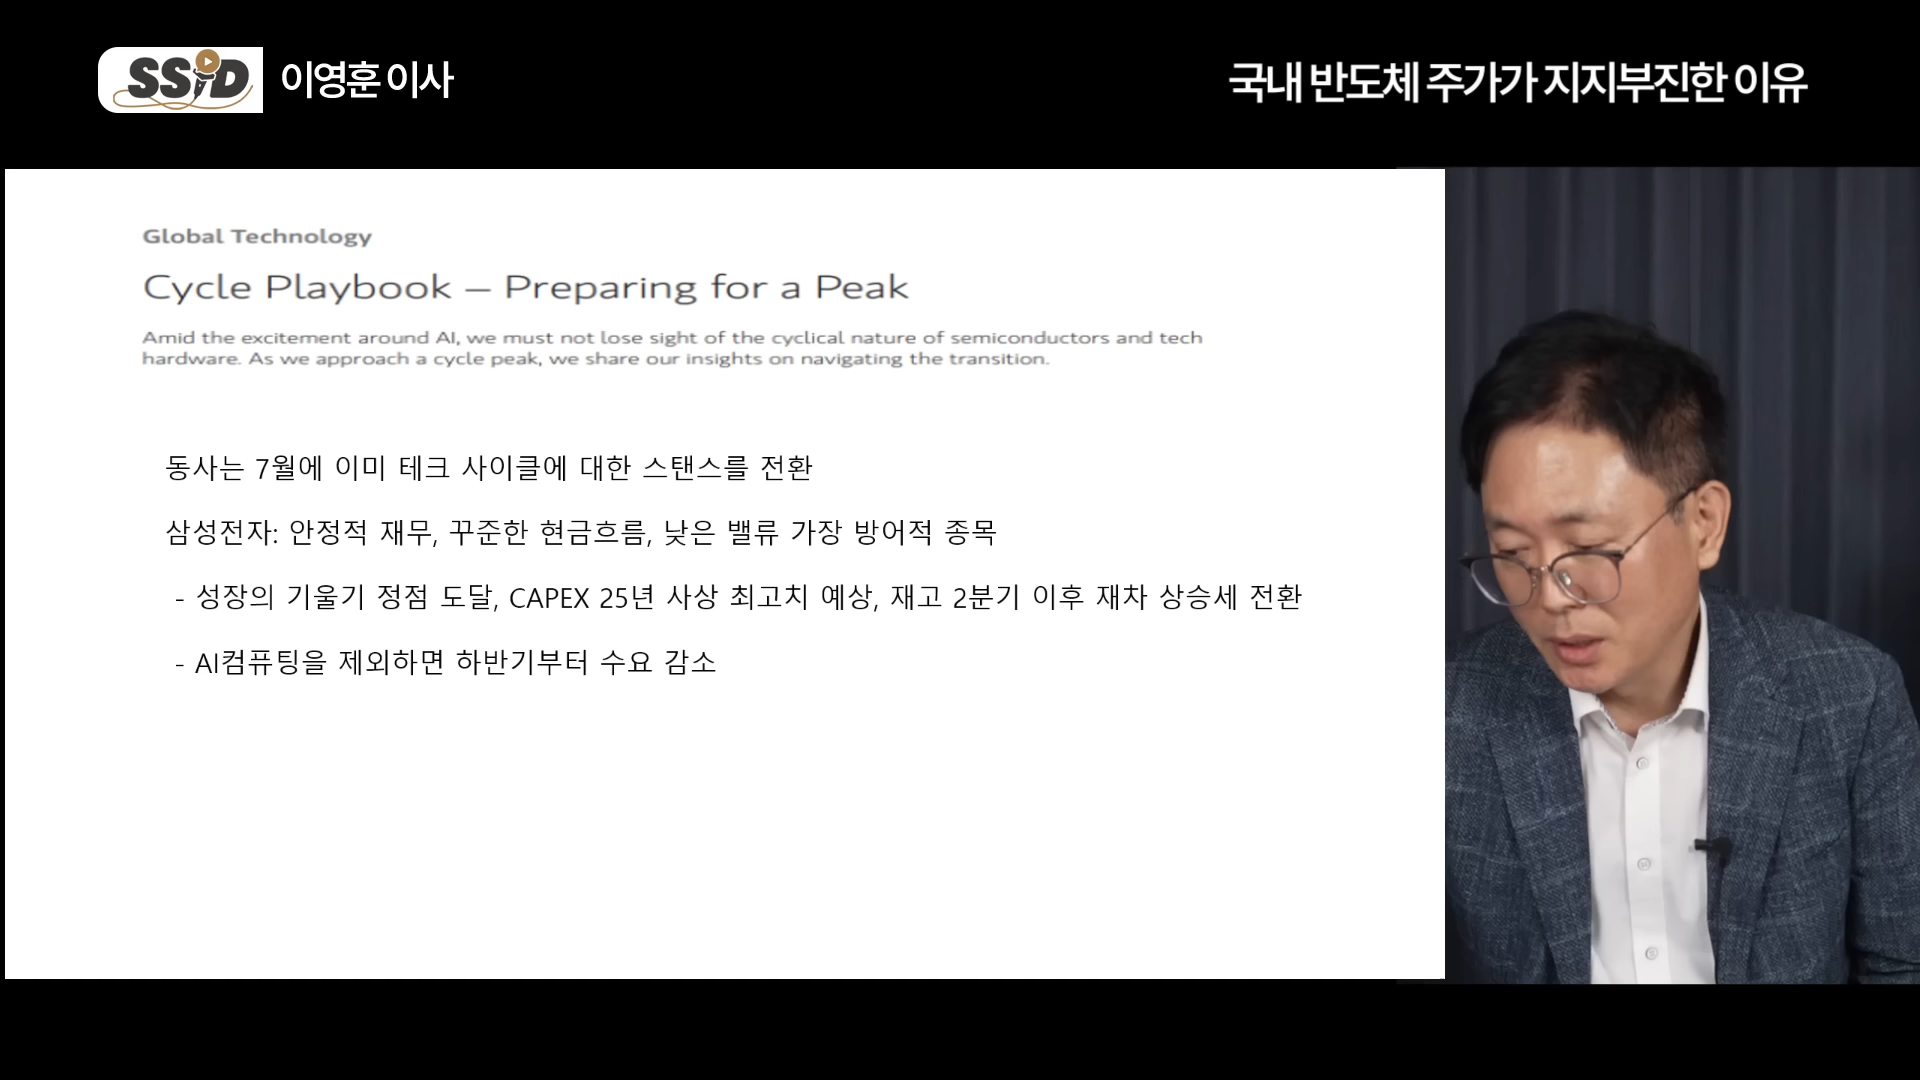 SSiD 이영훈 이사
국내 반도체 주가가 지지부진한 이유
Global Technology
Cycle Playbook – Preparing for a Peak
Amid the excitement around AI, we must not lose sight of the cyclical nature of semiconductors and tech
hardware. As we approach a cycle peak, we share our insights on navigating the transition.
동사는 7월에 이미 테크 사이클에 대한 스탠스를 전환
삼성전자: 안정적 재무, 꾸준한 현금흐름, 낮은 밸류 가장 방어적 종목
- 성장의 기울기 정점 도달, CAPEX 25년 사상 최고치 예상, 재고 2분기 이후 재차 상승세 전환
- AI컴퓨팅을 제외하면 하반기부터 수요 감소